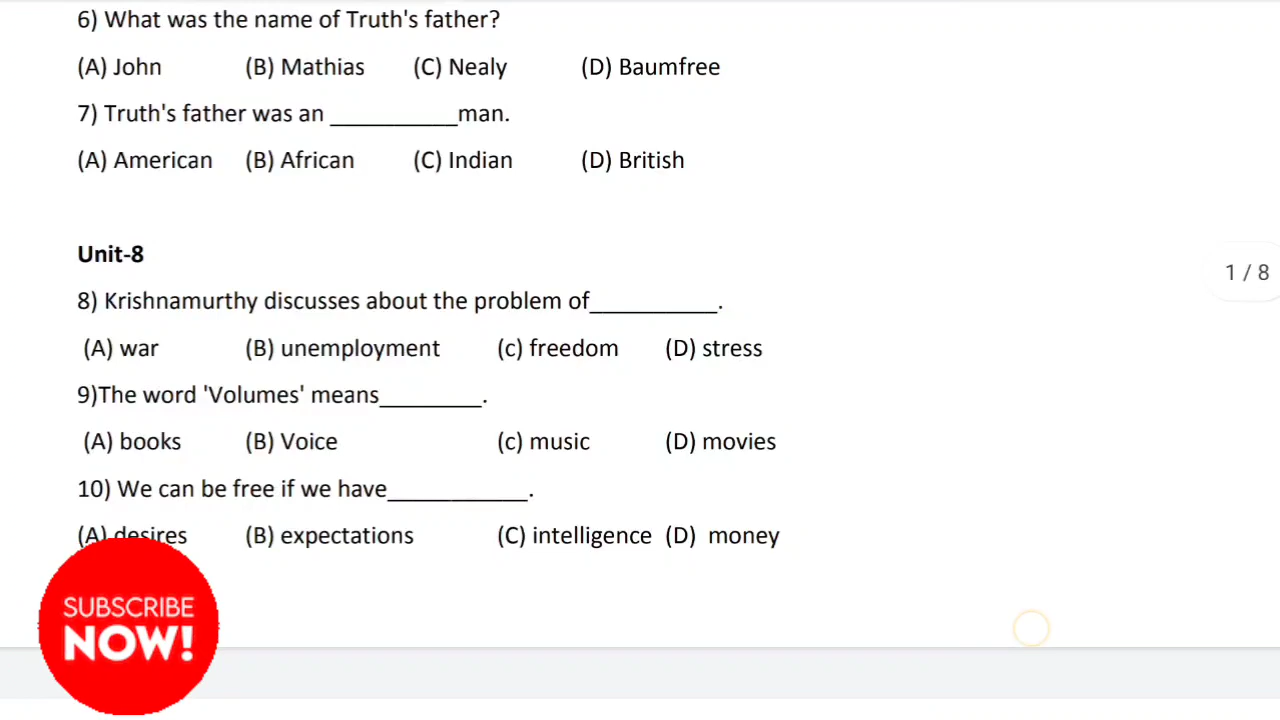 6) What was the name of Truth's father?
(A) John (B) Mathias (C) Nealy (D) Baumfree
7) Truth's father was an __________man.
(A) American (B) African (C) Indian (D) British
Unit-8
1 / 8
8) Krishnamurthy discusses about the problem of__________.
(A) war (B) unemployment (c) freedom (D) stress
9)The word 'Volumes' means________.
(A) books (B) Voice (c) music (D) movies
10) We can be free if we have___________.
(A) desires (B) expectations (C) intelligence (D) money
SUBSCRIBE
NOW!